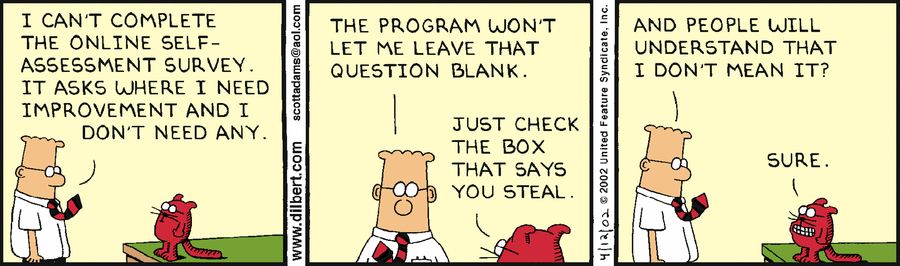 I CAN'T COMPLETE
THE ONLINE SELF-
ASSESSMENT SURVEY.
IT ASKS WHERE I NEED
IMPROVEMENT AND I
DON'T NEED ANY.
www.dilbert.com scottadams@aol.com
THE PROGRAM WON'T
LET ME LEAVE THAT
QUESTION BLANK.
JUST CHECK
THE BOX
THAT SAYS
YOU STEAL.
4/12/02 © 2002 United Feature Syndicate, Inc.
AND PEOPLE WILL
UNDERSTAND THAT
I DON'T MEAN IT?
SURE.